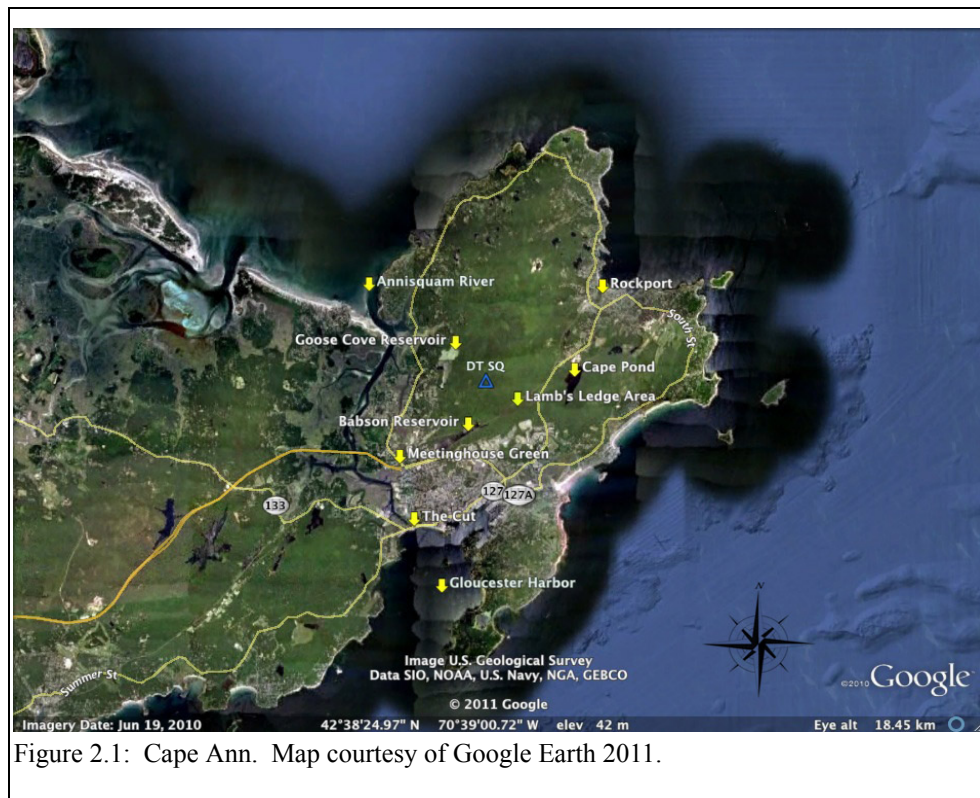 Annisquam River
Rockport
South St
Goose Cove Reservoir
DT SQ
Cape Pond
Lamb's Ledge Area
Babson Reservoir
Meetinghouse Green
127
127A
133
The Cut
Gloucester Harbor
N
Summer St
Image U.S. Geological Survey
Data SIO, NOAA, U.S. Navy, NGA, GEBCO
© 2011 Google
©2010 Google
Imagery Date: Jun 19, 2010 42°38'24.97" N 70°39'00.72" W elev 42 m Eye alt 18.45 km
Figure 2.1: Cape Ann. Map courtesy of Google Earth 2011.